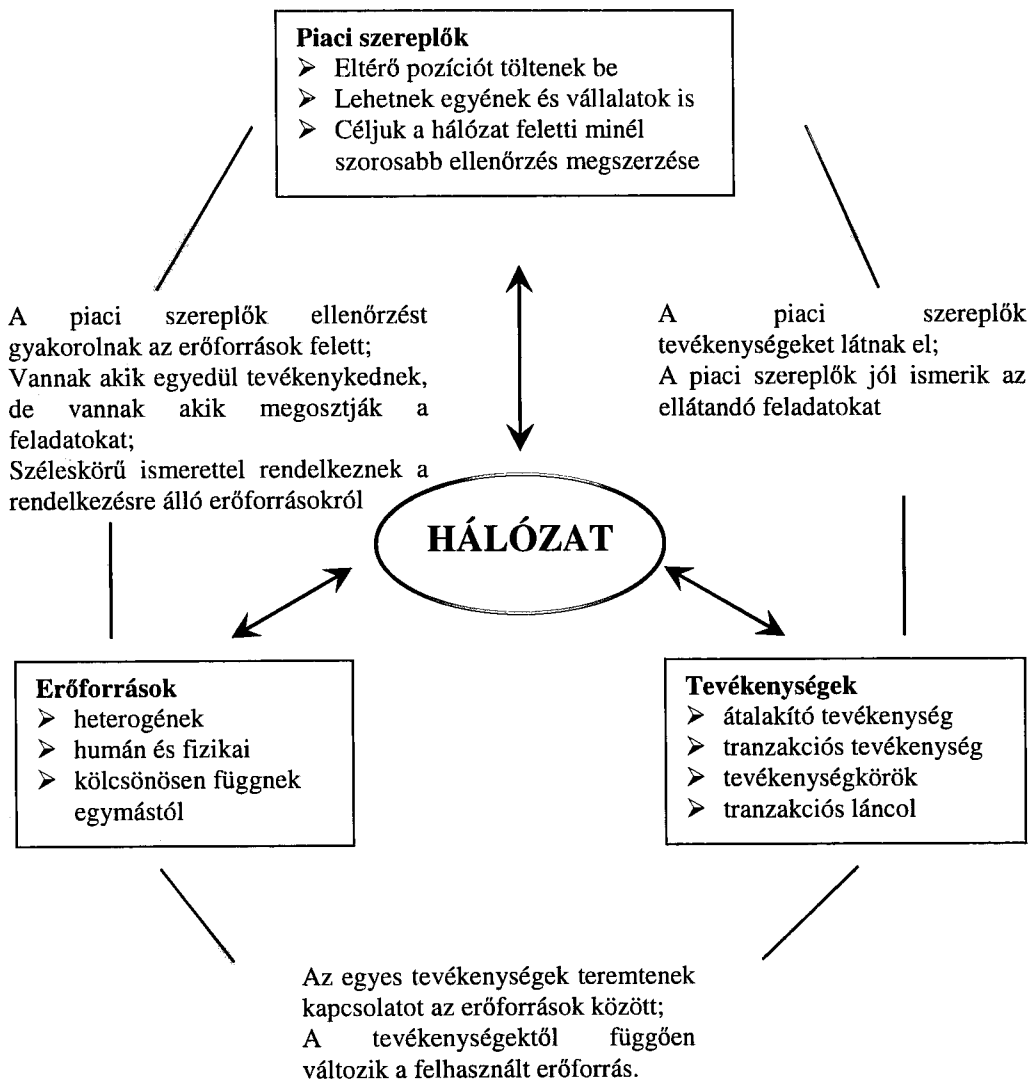 Piaci szereplők
➢ Eltérő pozíciót töltenek be
➢ Lehetnek egyének és vállalatok is
➢ Céljuk a hálózat feletti minél
szorosabb ellenőrzés megszerzése
A piaci szereplők ellenőrzést
gyakorolnak az erőforrások felett;
Vannak akik egyedül tevékenykednek,
de vannak akik megosztják a
feladatokat;
Széleskörű ismerettel rendelkeznek a
rendelkezésre álló erőforrásokról
A piaci szereplők
tevékenységeket látnak el;
A piaci szereplők jól ismerik az
ellátandó feladatokat
HÁLÓZAT
Erőforrások
➢ heterogének
➢ humán és fizikai
➢ kölcsönösen függnek
egymástól
Tevékenységek
➢ átalakító tevékenység
➢ tranzakciós tevékenység
➢ tevékenységkörök
➢ tranzakciós láncol
Az egyes tevékenységek teremtenek
kapcsolatot az erőforrások között;
A tevékenységektől függően
változik a felhasznált erőforrás.